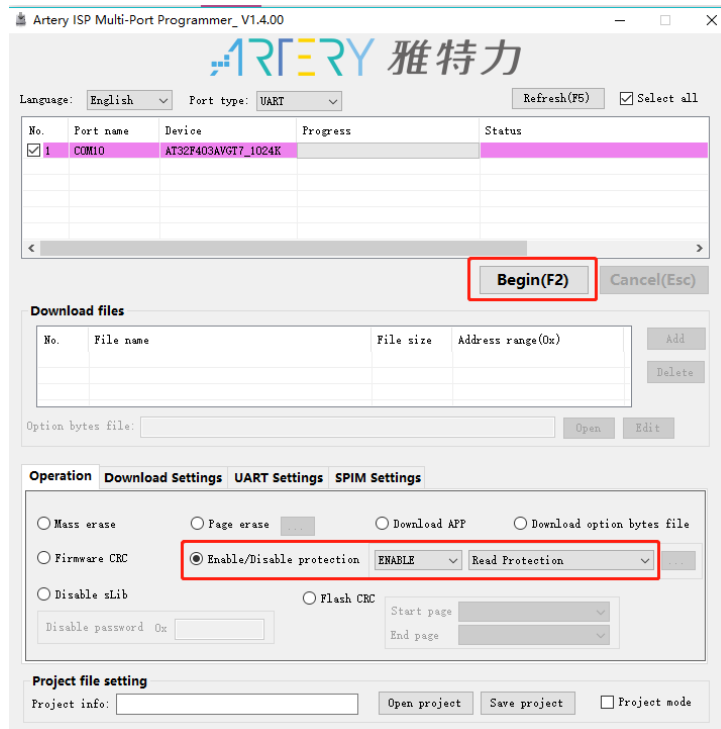 Artery ISP Multi-Port Programmer_ V1.4.00
ARTERY 雅特力
Language: English Port type: UART Refresh(F5) Select all
No. Port name Device Progress Status
1 COM10 AT32F403AVGT7_1024K
Begin(F2) Cancel(Esc)
Download files
No. File name File size Address range(0x) Add
Delete
Option bytes file: Open Edit
Operation Download Settings UART Settings SPIM Settings
Mass erase Page erase ... Download APP Download option bytes file
Firmware CRC Enable/Disable protection ENABLE Read Protection ...
Disable sLib Flash CRC Start page
Disable password 0x End page
Project file setting
Project info: Open project Save project Project mode